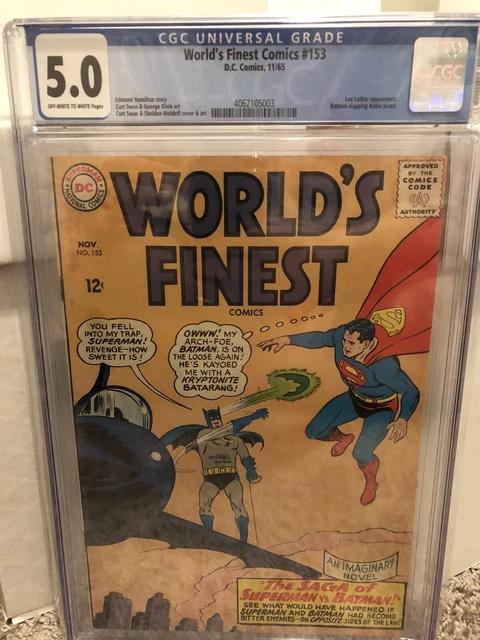 CGC UNIVERSAL GRADE
World's Finest Comics #153
D.C. Comics, 11/65
5.0
OFF-WHITE TO WHITE Pages
Edmond Hamilton story
Curt Swan & George Klein art
Curt Swan & Sheldon Moldoff cover & art
4062105003
Lex Luthor appearance.
Batman slapping Robin panel.
CGC
SUPERMAN
DC
NATIONAL COMICS
WORLD'S
FINEST
COMICS
APPROVED
BY THE
COMICS
CODE
AUTHORITY
NOV.
NO. 153
12¢
YOU FELL
INTO MY TRAP,
SUPERMAN!
REVENGE--HOW
SWEET IT IS!
OWWW! MY
ARCH-FOE,
BATMAN, IS ON
THE LOOSE AGAIN!
HE'S KAYOED
ME WITH A
KRYPTONITE
BATARANG!
S
AN IMAGINARY
NOVEL
"The SAGA of
SUPERMAN vs. BATMAN!"
SEE WHAT WOULD HAVE HAPPENED IF
SUPERMAN AND BATMAN HAD BECOME
BITTER ENEMIES--ON OPPOSITE SIDES OF THE LAW!